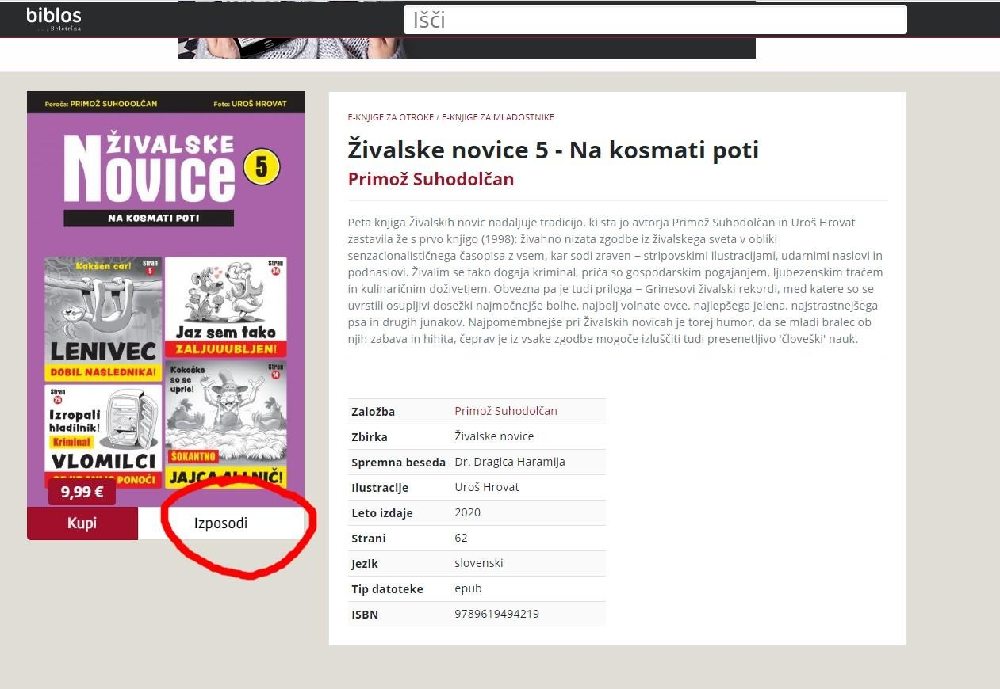 biblos
... Beletrina
Išči
Poroča: PRIMOŽ SUHODOLČAN
Foto: UROŠ HROVAT
ŽIVALSKE
NOVICE
5
NA KOSMATI POTI
Kakšen car!
Stran
5
LENIVEC
DOBIL NASLEDNIKA!
Stran
34
Jaz sem tako
ZALJUUUBLJEN!
Stran
25
Izropali
hladilnik!
Kriminal
VLOMILCI
PONOČI
Kokoške
so se
uprle!
Stran
14
ŠOKANTNO
JAJCA ALI NIČ!
9,99 €
Kupi
Izposodi
E-KNJIGE ZA OTROKE / E-KNJIGE ZA MLADOSTNIKE
Živalske novice 5 - Na kosmati poti
Primož Suhodolčan
Peta knjiga Živalskih novic nadaljuje tradicijo, ki sta jo avtorja Primož Suhodolčan in Uroš Hrovat
zastavila že s prvo knjigo (1998): živahno nizata zgodbe iz živalskega sveta v obliki
senzacionalističnega časopisa z vsem, kar sodi zraven − stripovskimi ilustracijami, udarnimi naslovi in
podnaslovi. Živalim se tako dogaja kriminal, priča so gospodarskim pogajanjem, ljubezenskim tračem
in kulinaričnim doživetjem. Obvezna pa je tudi priloga − Grinesovi živalski rekordi, med katere so se
uvrstili osupljivi dosežki najmočnejše bolhe, najbolj volnate ovce, najlepšega jelena, najstrastnejšega
psa in drugih junakov. Najpomembnejše pri Živalskih novicah je torej humor, da se mladi bralec ob
njih zabava in hihita, čeprav je iz vsake zgodbe mogoče izluščiti tudi presenetljivo 'človeški' nauk.
Založba Primož Suhodolčan
Zbirka Živalske novice
Spremna beseda Dr. Dragica Haramija
Ilustracije Uroš Hrovat
Leto izdaje 2020
Strani 62
Jezik slovenski
Tip datoteke epub
ISBN 9789619494219